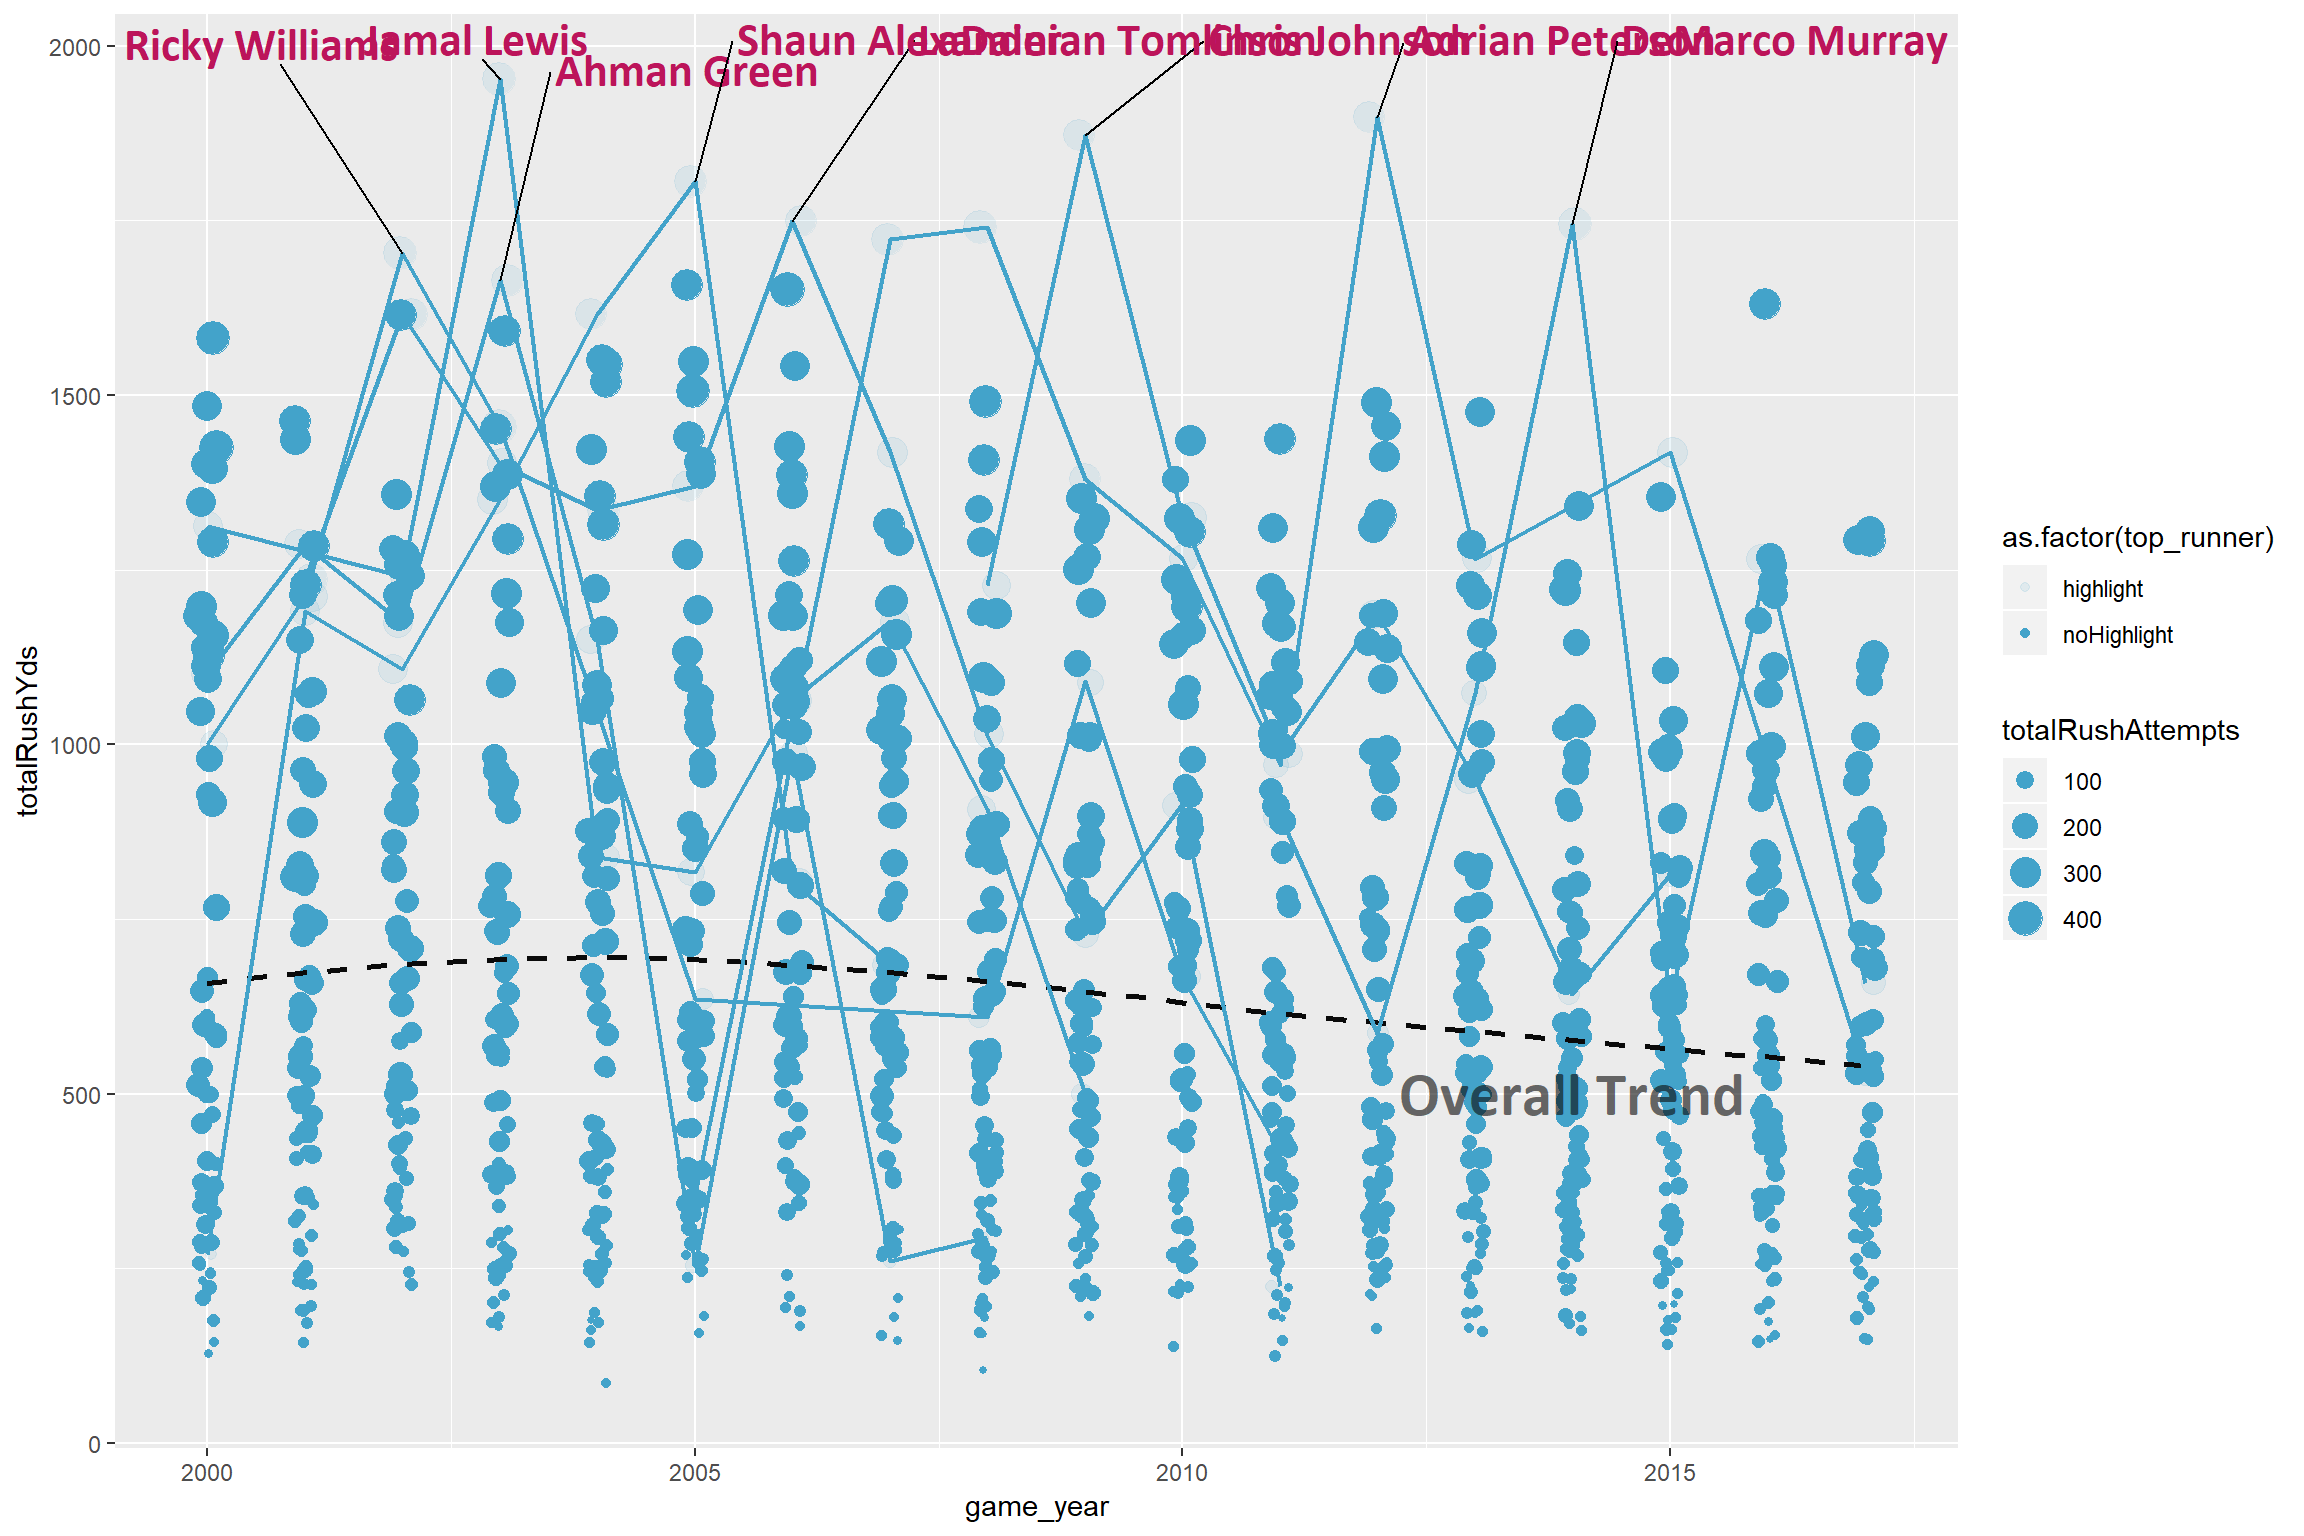 2000
1500
1000
500
0
totalRushYds
Ricky Williams
Jamal Lewis
Ahman Green
Shaun Alexander
LaDainian Tomlinson
Chris Johnson
Adrian Peterson
DeMarco Murray
Overall Trend
2000
2005
2010
2015
game_year
as.factor(top_runner)
highlight
noHighlight
totalRushAttempts
100
200
300
400